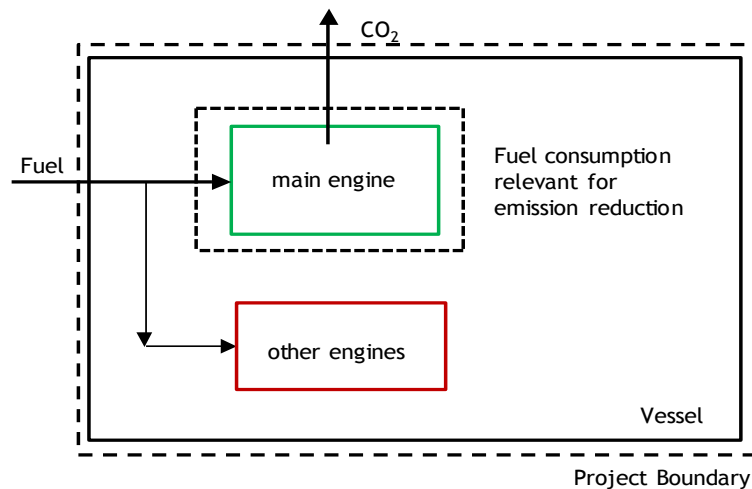 CO₂
Fuel
main engine
Fuel consumption
relevant for
emission reduction
other engines
Vessel
Project Boundary